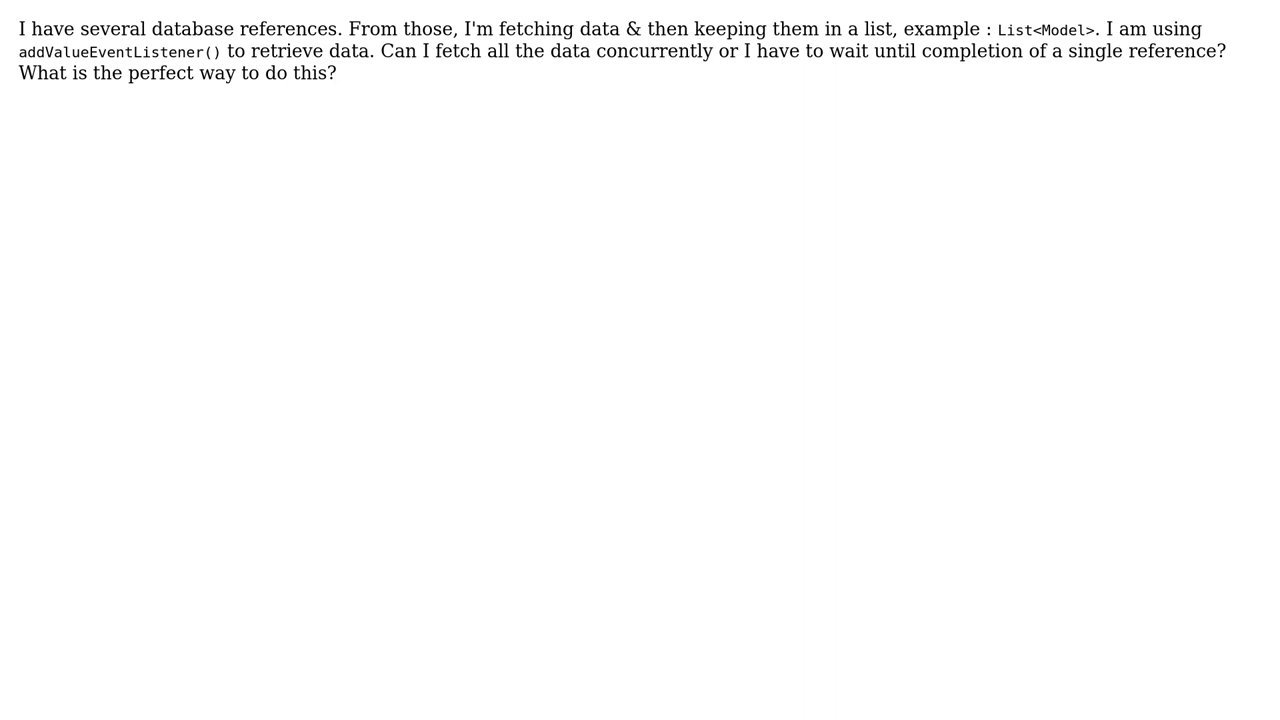 I have several database references. From those, I'm fetching data & then keeping them in a list, example : List<Model>. I am using
addValueEventListener() to retrieve data. Can I fetch all the data concurrently or I have to wait until completion of a single reference?
What is the perfect way to do this?